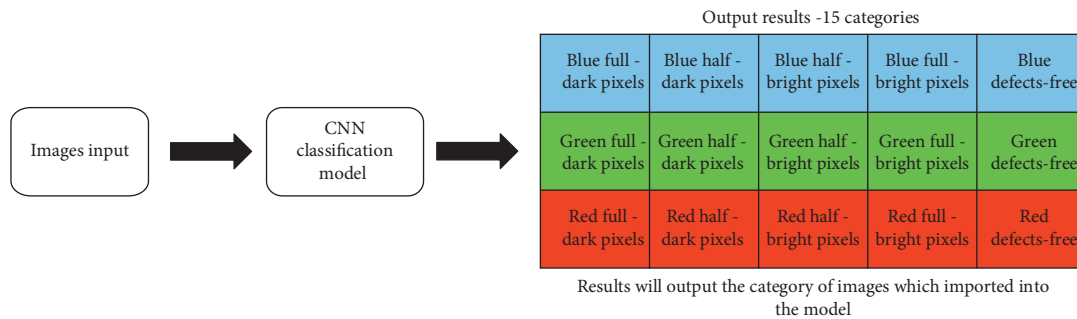 Output results -15 categories
Images input
CNN
classification
model
Blue full -
dark pixels
Blue half -
dark pixels
Blue half -
bright pixels
Blue full -
bright pixels
Blue
defects-free
Green full -
dark pixels
Green half -
dark pixels
Green half -
bright pixels
Green full -
bright pixels
Green
defects-free
Red full -
dark pixels
Red half -
dark pixels
Red half -
bright pixels
Red full -
bright pixels
Red
defects-free
Results will output the category of images which imported into
the model